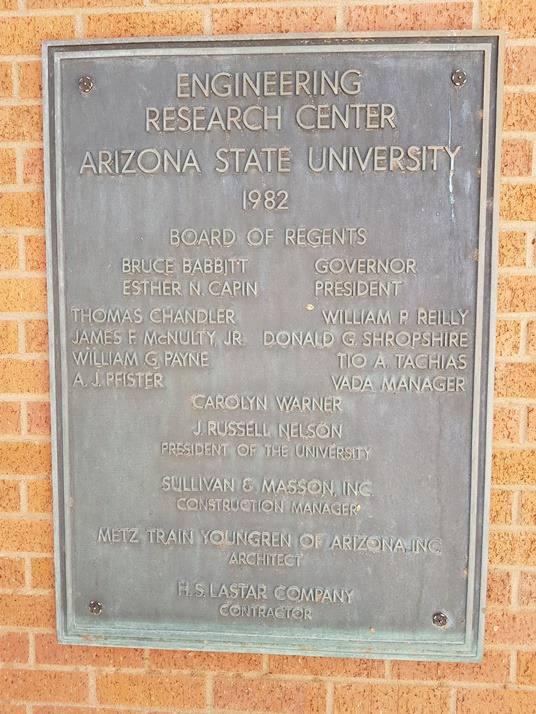 ENGINEERING
RESEARCH CENTER
ARIZONA STATE UNIVERSITY
1982
BOARD OF REGENTS
BRUCE BABBITT GOVERNOR
ESTHER N. CAPIN PRESIDENT
THOMAS CHANDLER WILLIAM P. REILLY
JAMES F. McNULTY, JR. DONALD G. SHROPSHIRE
WILLIAM G. PAYNE TIO A. TACHIAS
A. J. PFISTER VADA MANAGER
CAROLYN WARNER
J. RUSSELL NELSON
PRESIDENT OF THE UNIVERSITY
SULLIVAN & MASSON, INC.
CONSTRUCTION MANAGER
METZ TRAIN YOUNGREN OF ARIZONA, INC.
ARCHITECT
H. S. LASTAR COMPANY
CONTRACTOR